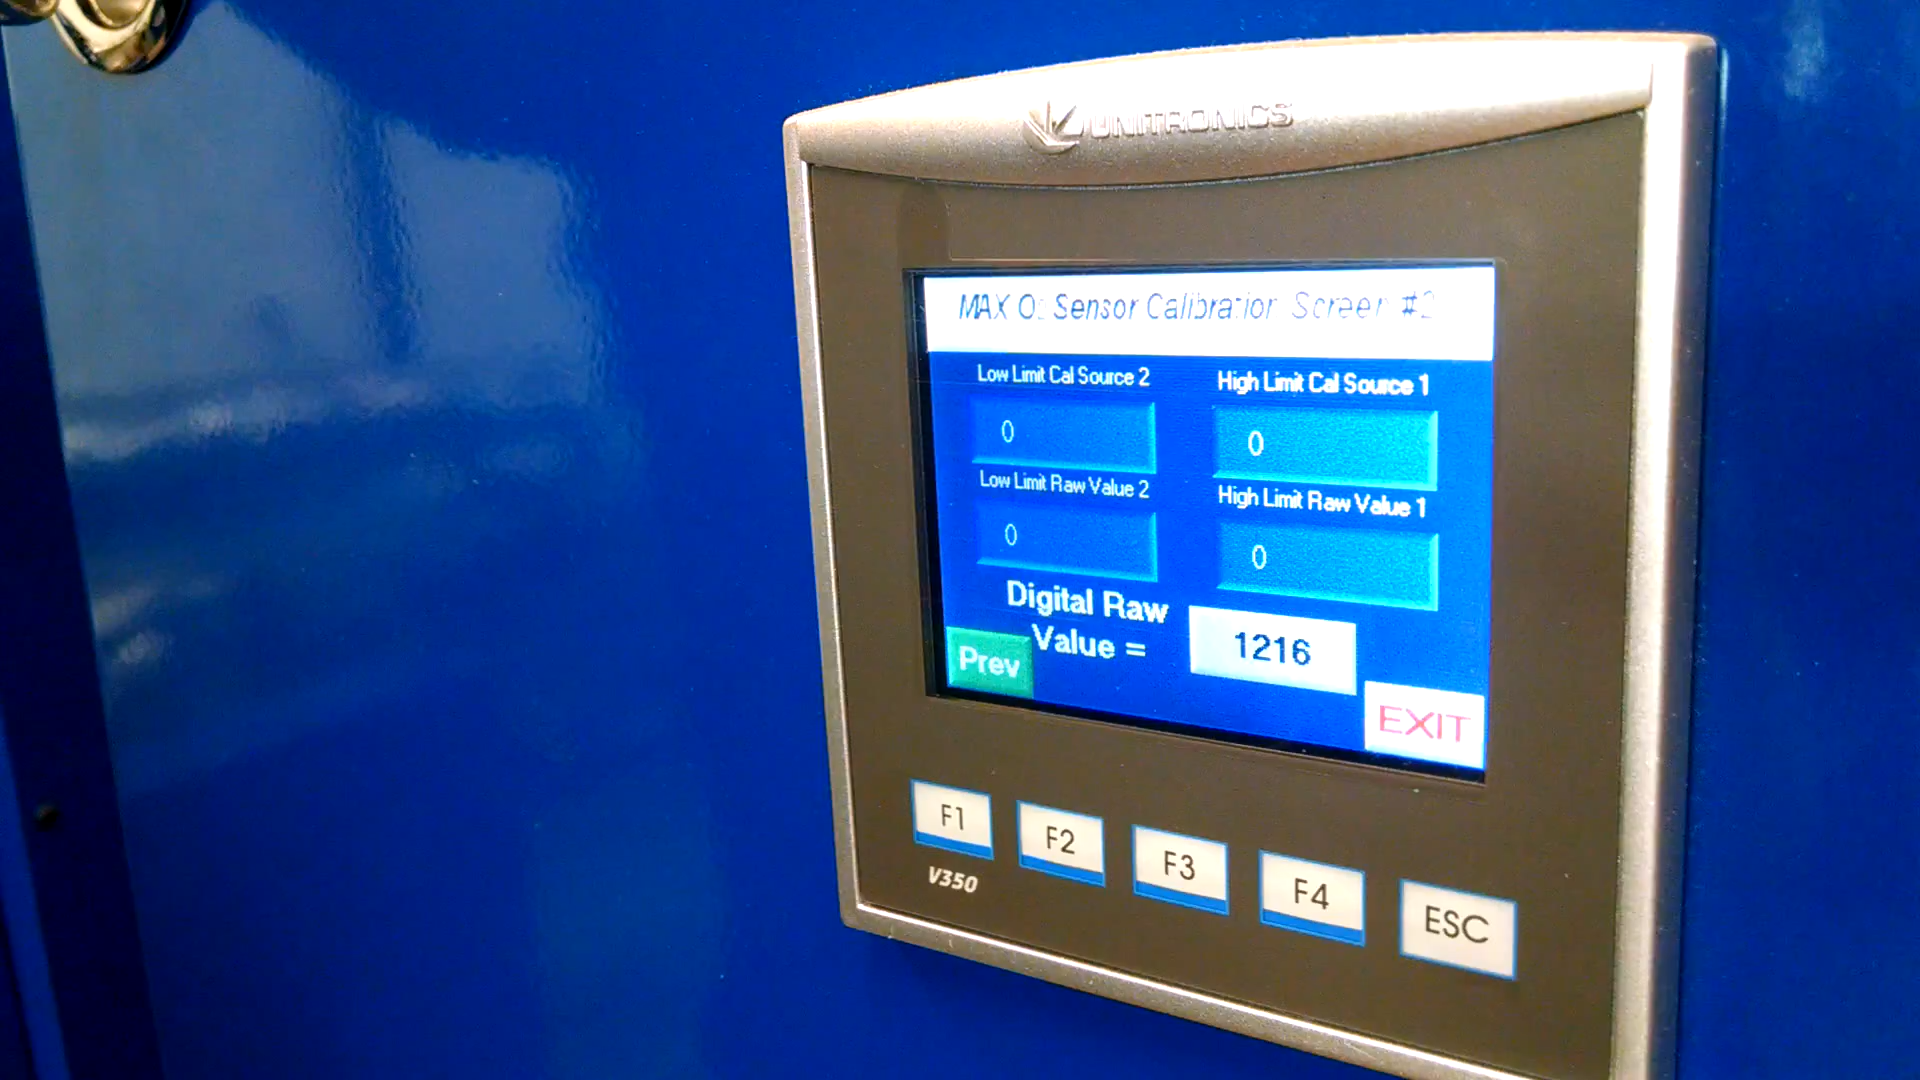 UNITRONICS
MAX O2 Sensor Calibration Screen #2
Low Limit Cal Source 2
High Limit Cal Source 1
0
0
Low Limit Raw Value 2
High Limit Raw Value 1
0
0
Digital Raw
Value =
1216
Prev
EXIT
F1
F2
F3
F4
ESC
V350